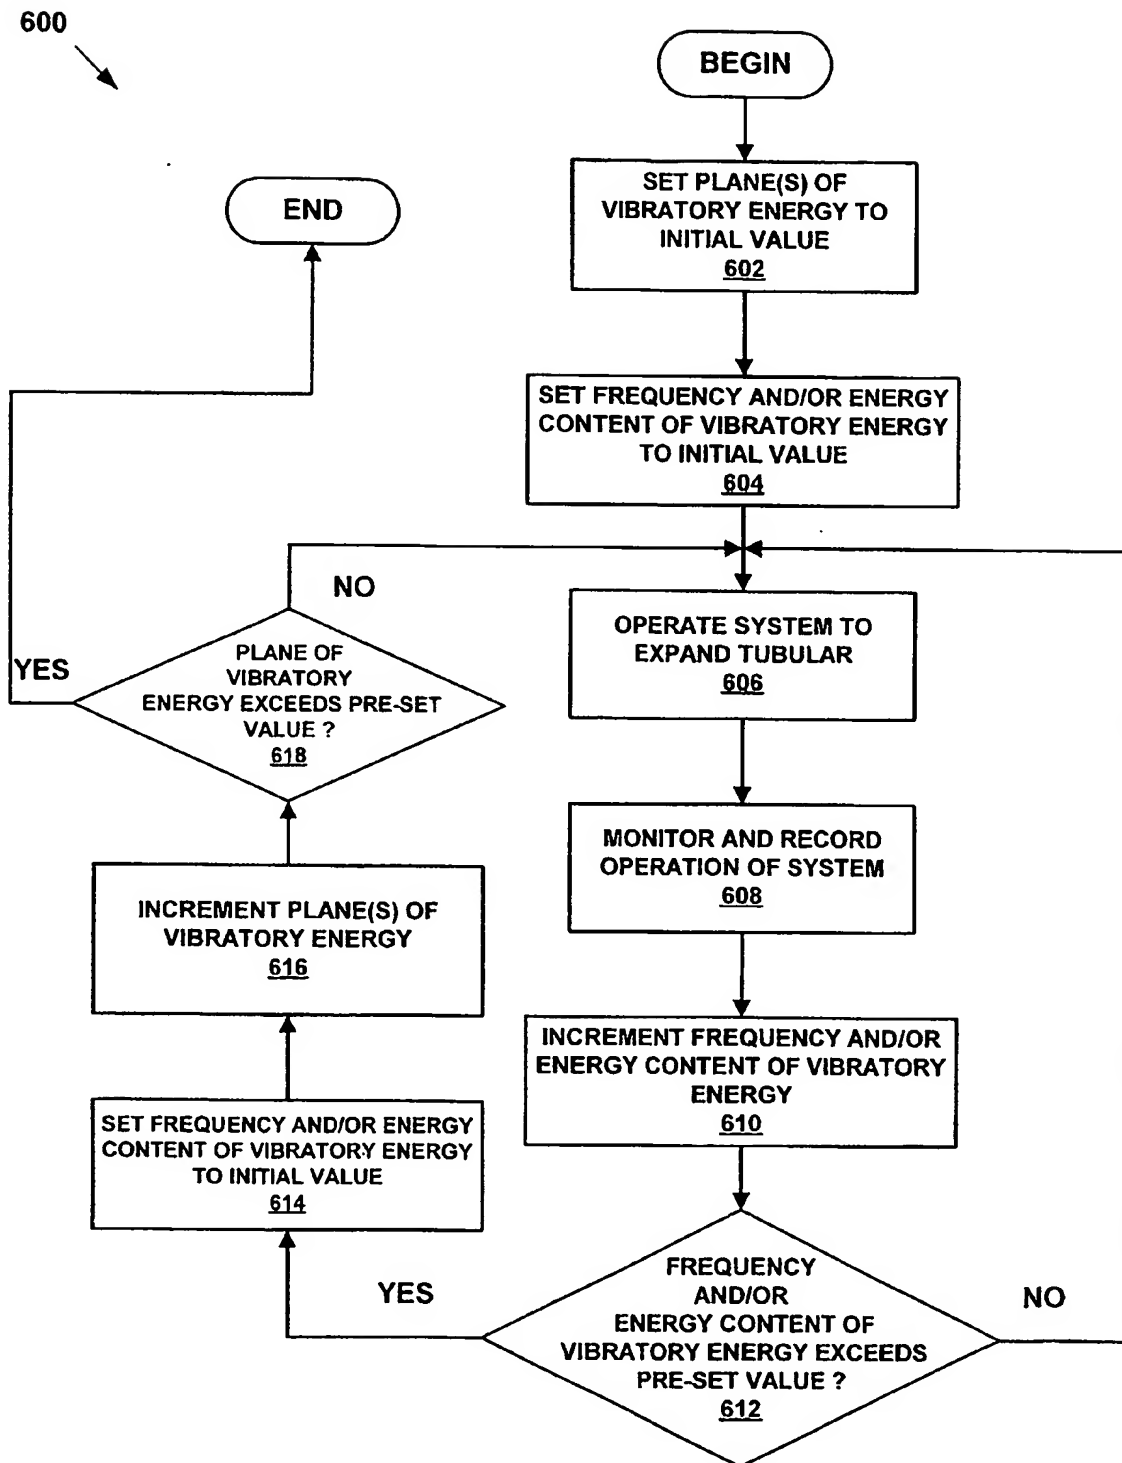 600
BEGIN
SET PLANE(S) OF
VIBRATORY ENERGY TO
INITIAL VALUE
602
END
SET FREQUENCY AND/OR ENERGY
CONTENT OF VIBRATORY ENERGY
TO INITIAL VALUE
604
NO
OPERATE SYSTEM TO
EXPAND TUBULAR
606
YES
PLANE OF
VIBRATORY
ENERGY EXCEEDS PRE-SET
VALUE ?
618
MONITOR AND RECORD
OPERATION OF SYSTEM
608
INCREMENT PLANE(S) OF
VIBRATORY ENERGY
616
INCREMENT FREQUENCY AND/OR
ENERGY CONTENT OF VIBRATORY
ENERGY
610
SET FREQUENCY AND/OR ENERGY
CONTENT OF VIBRATORY ENERGY
TO INITIAL VALUE
614
YES
FREQUENCY
AND/OR
ENERGY CONTENT OF
VIBRATORY ENERGY EXCEEDS
PRE-SET VALUE ?
612
NO